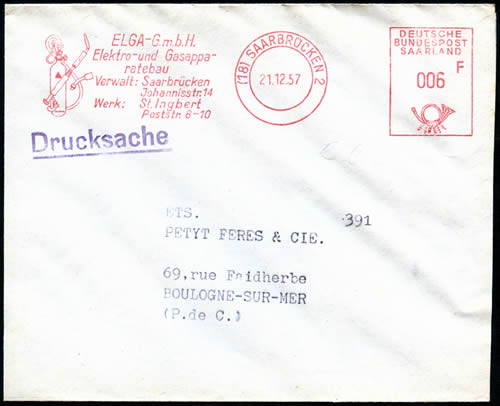 ELGA-G.m.b.H.
Elektro-und Gasappa-
ratebau
Verwalt: Saarbrücken
Johannisstr.14
Werk: St. Ingbert
Poststr. 8-10
(18) SAARBRÜCKEN 2
21.12.57
DEUTSCHE
BUNDESPOST
SAARLAND
006 F
Drucksache
ETS.
PETYT FERES & CIE.
391
69,rue Faidherbe
BOULOGNE-SUR-MER
(P.de C.)